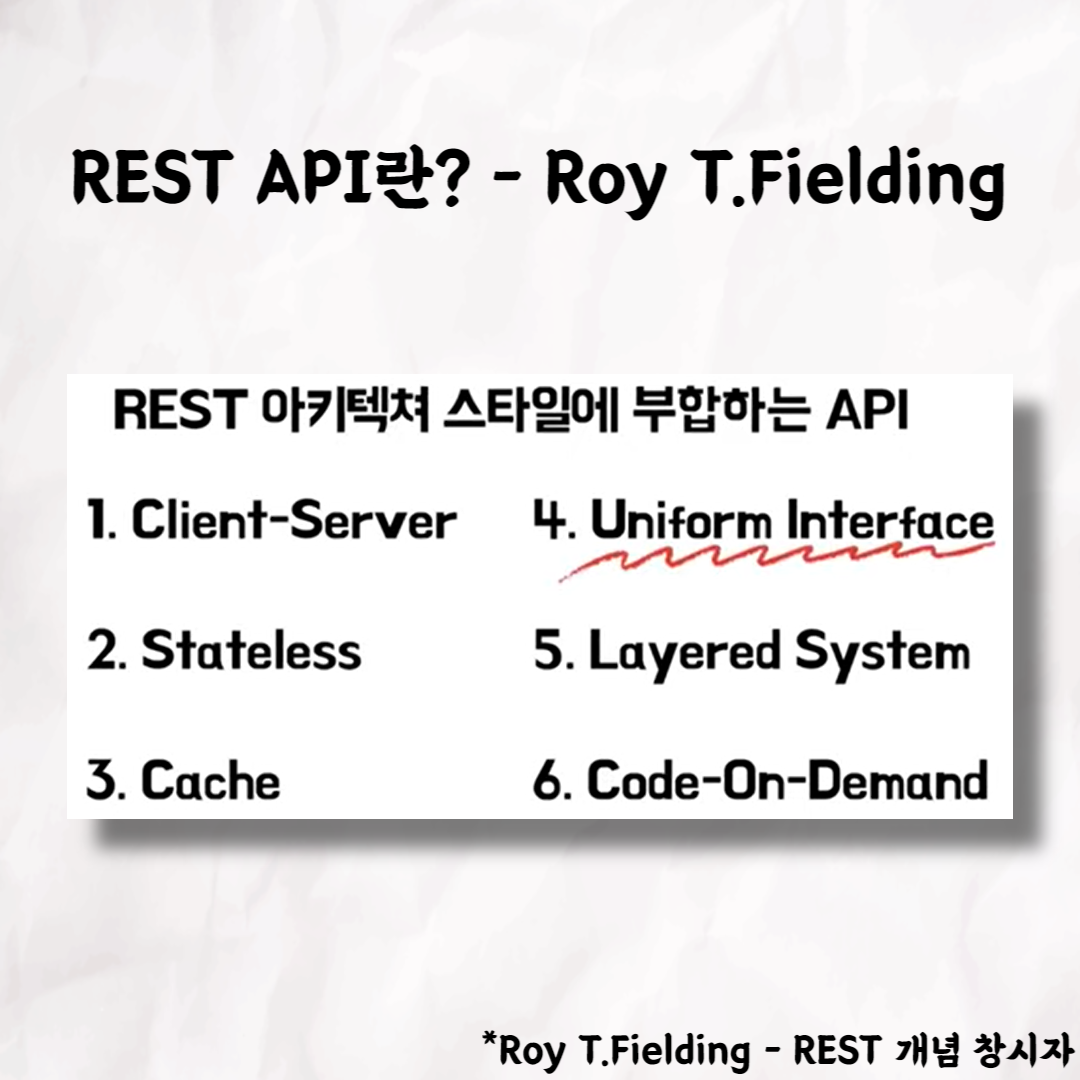 REST API란? - Roy T.Fielding
REST 아키텍쳐 스타일에 부합하는 API
1. Client-Server
2. Stateless
3. Cache
4. Uniform Interface
5. Layered System
6. Code-On-Demand
*Roy T.Fielding - REST 개념 창시자